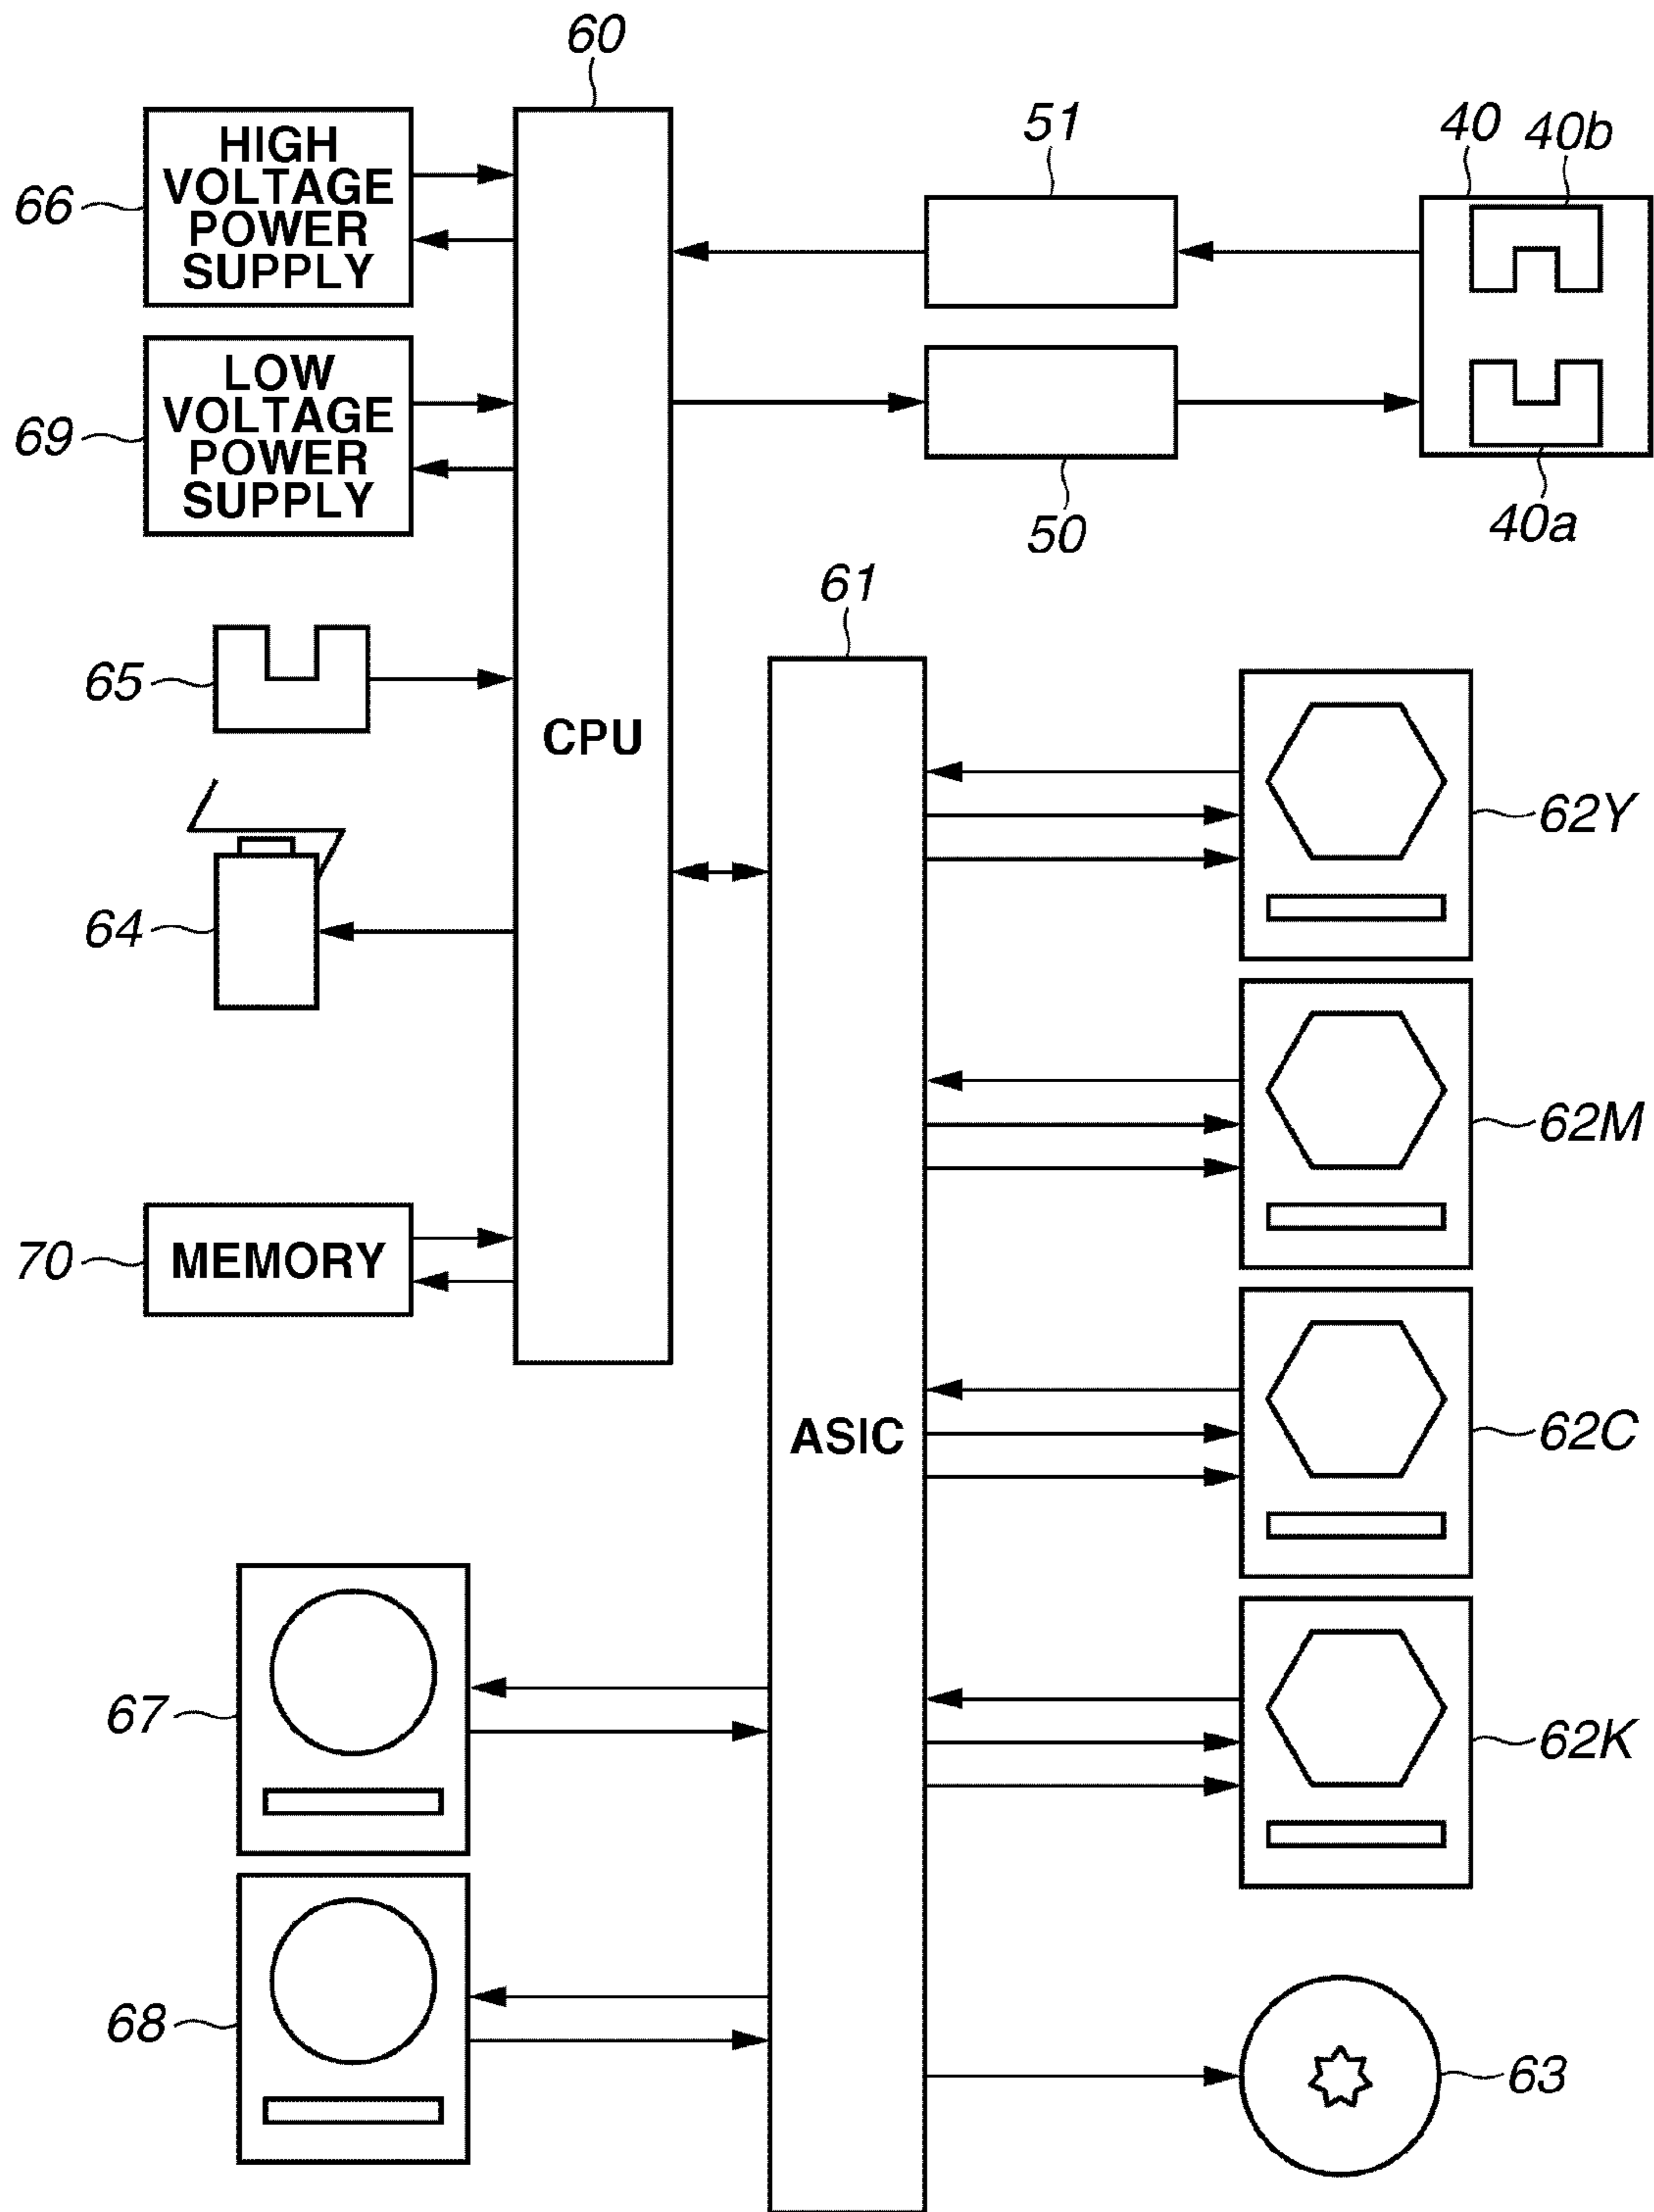 60
HIGH
VOLTAGE
POWER
SUPPLY
66
51
40
40b
LOW
VOLTAGE
POWER
SUPPLY
69
50
40a
61
65
CPU
62Y
64
62M
70
MEMORY
ASIC
62C
67
62K
68
63